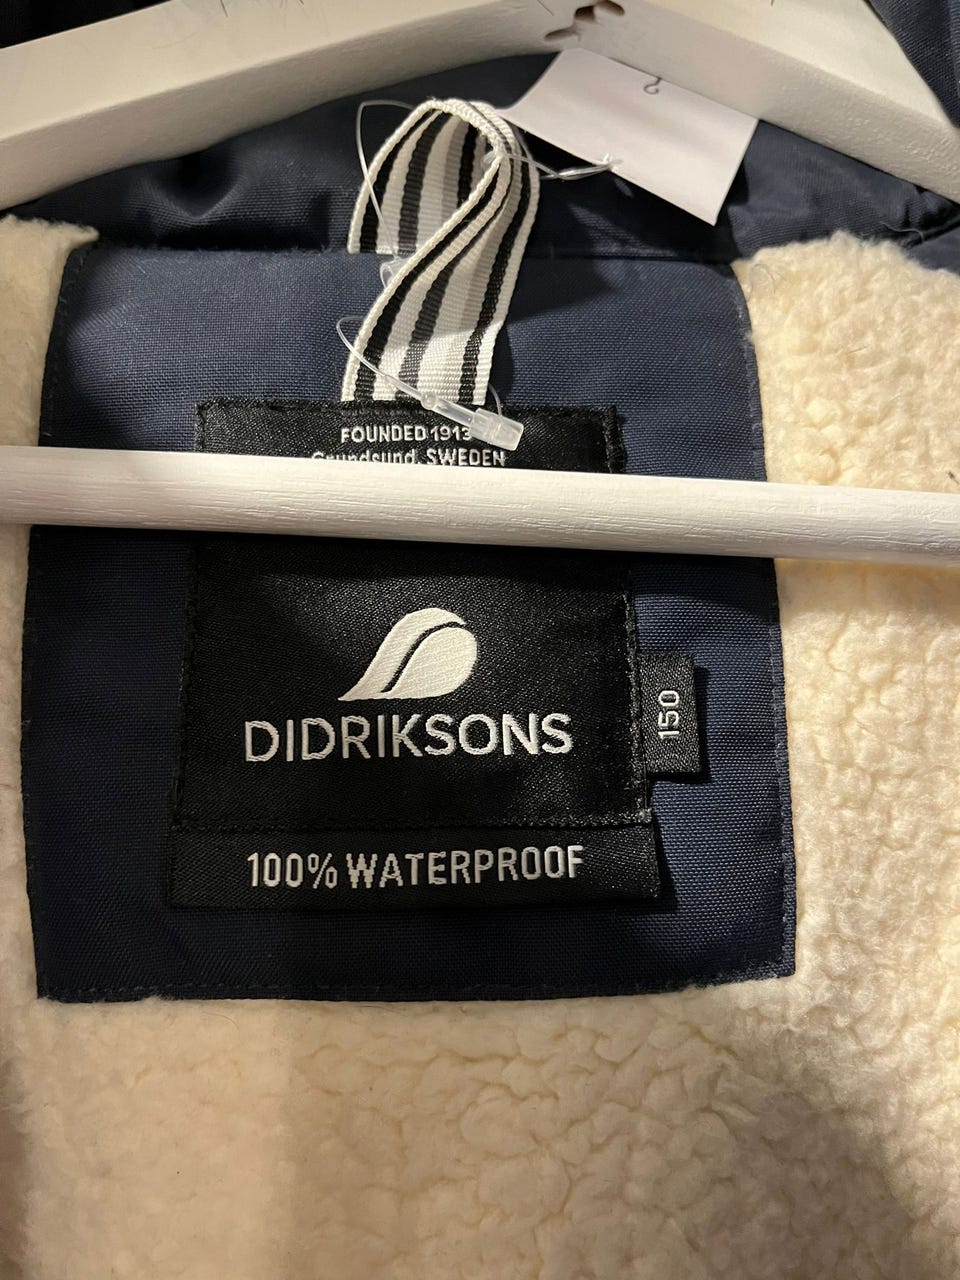 FOUNDED 1913
Grundsund, SWEDEN
DIDRIKSONS
150
100% WATERPROOF